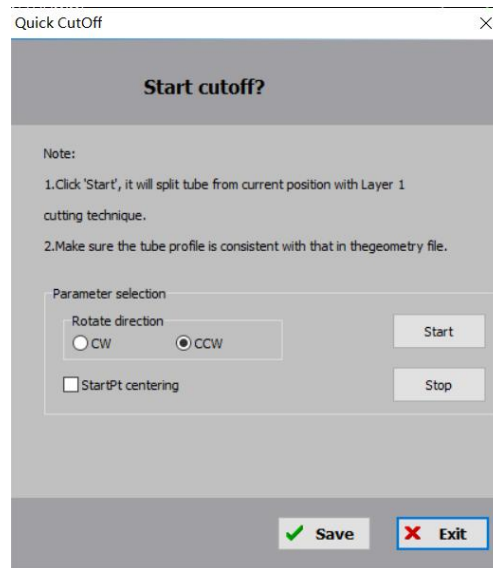 Quick CutOff
Start cutoff?
Note:
1.Click 'Start', it will split tube from current position with Layer 1
cutting technique.
2.Make sure the tube profile is consistent with that in thegeometry file.
Parameter selection
Rotate direction
CW CCW
Start
StartPt centering
Stop
Save Exit